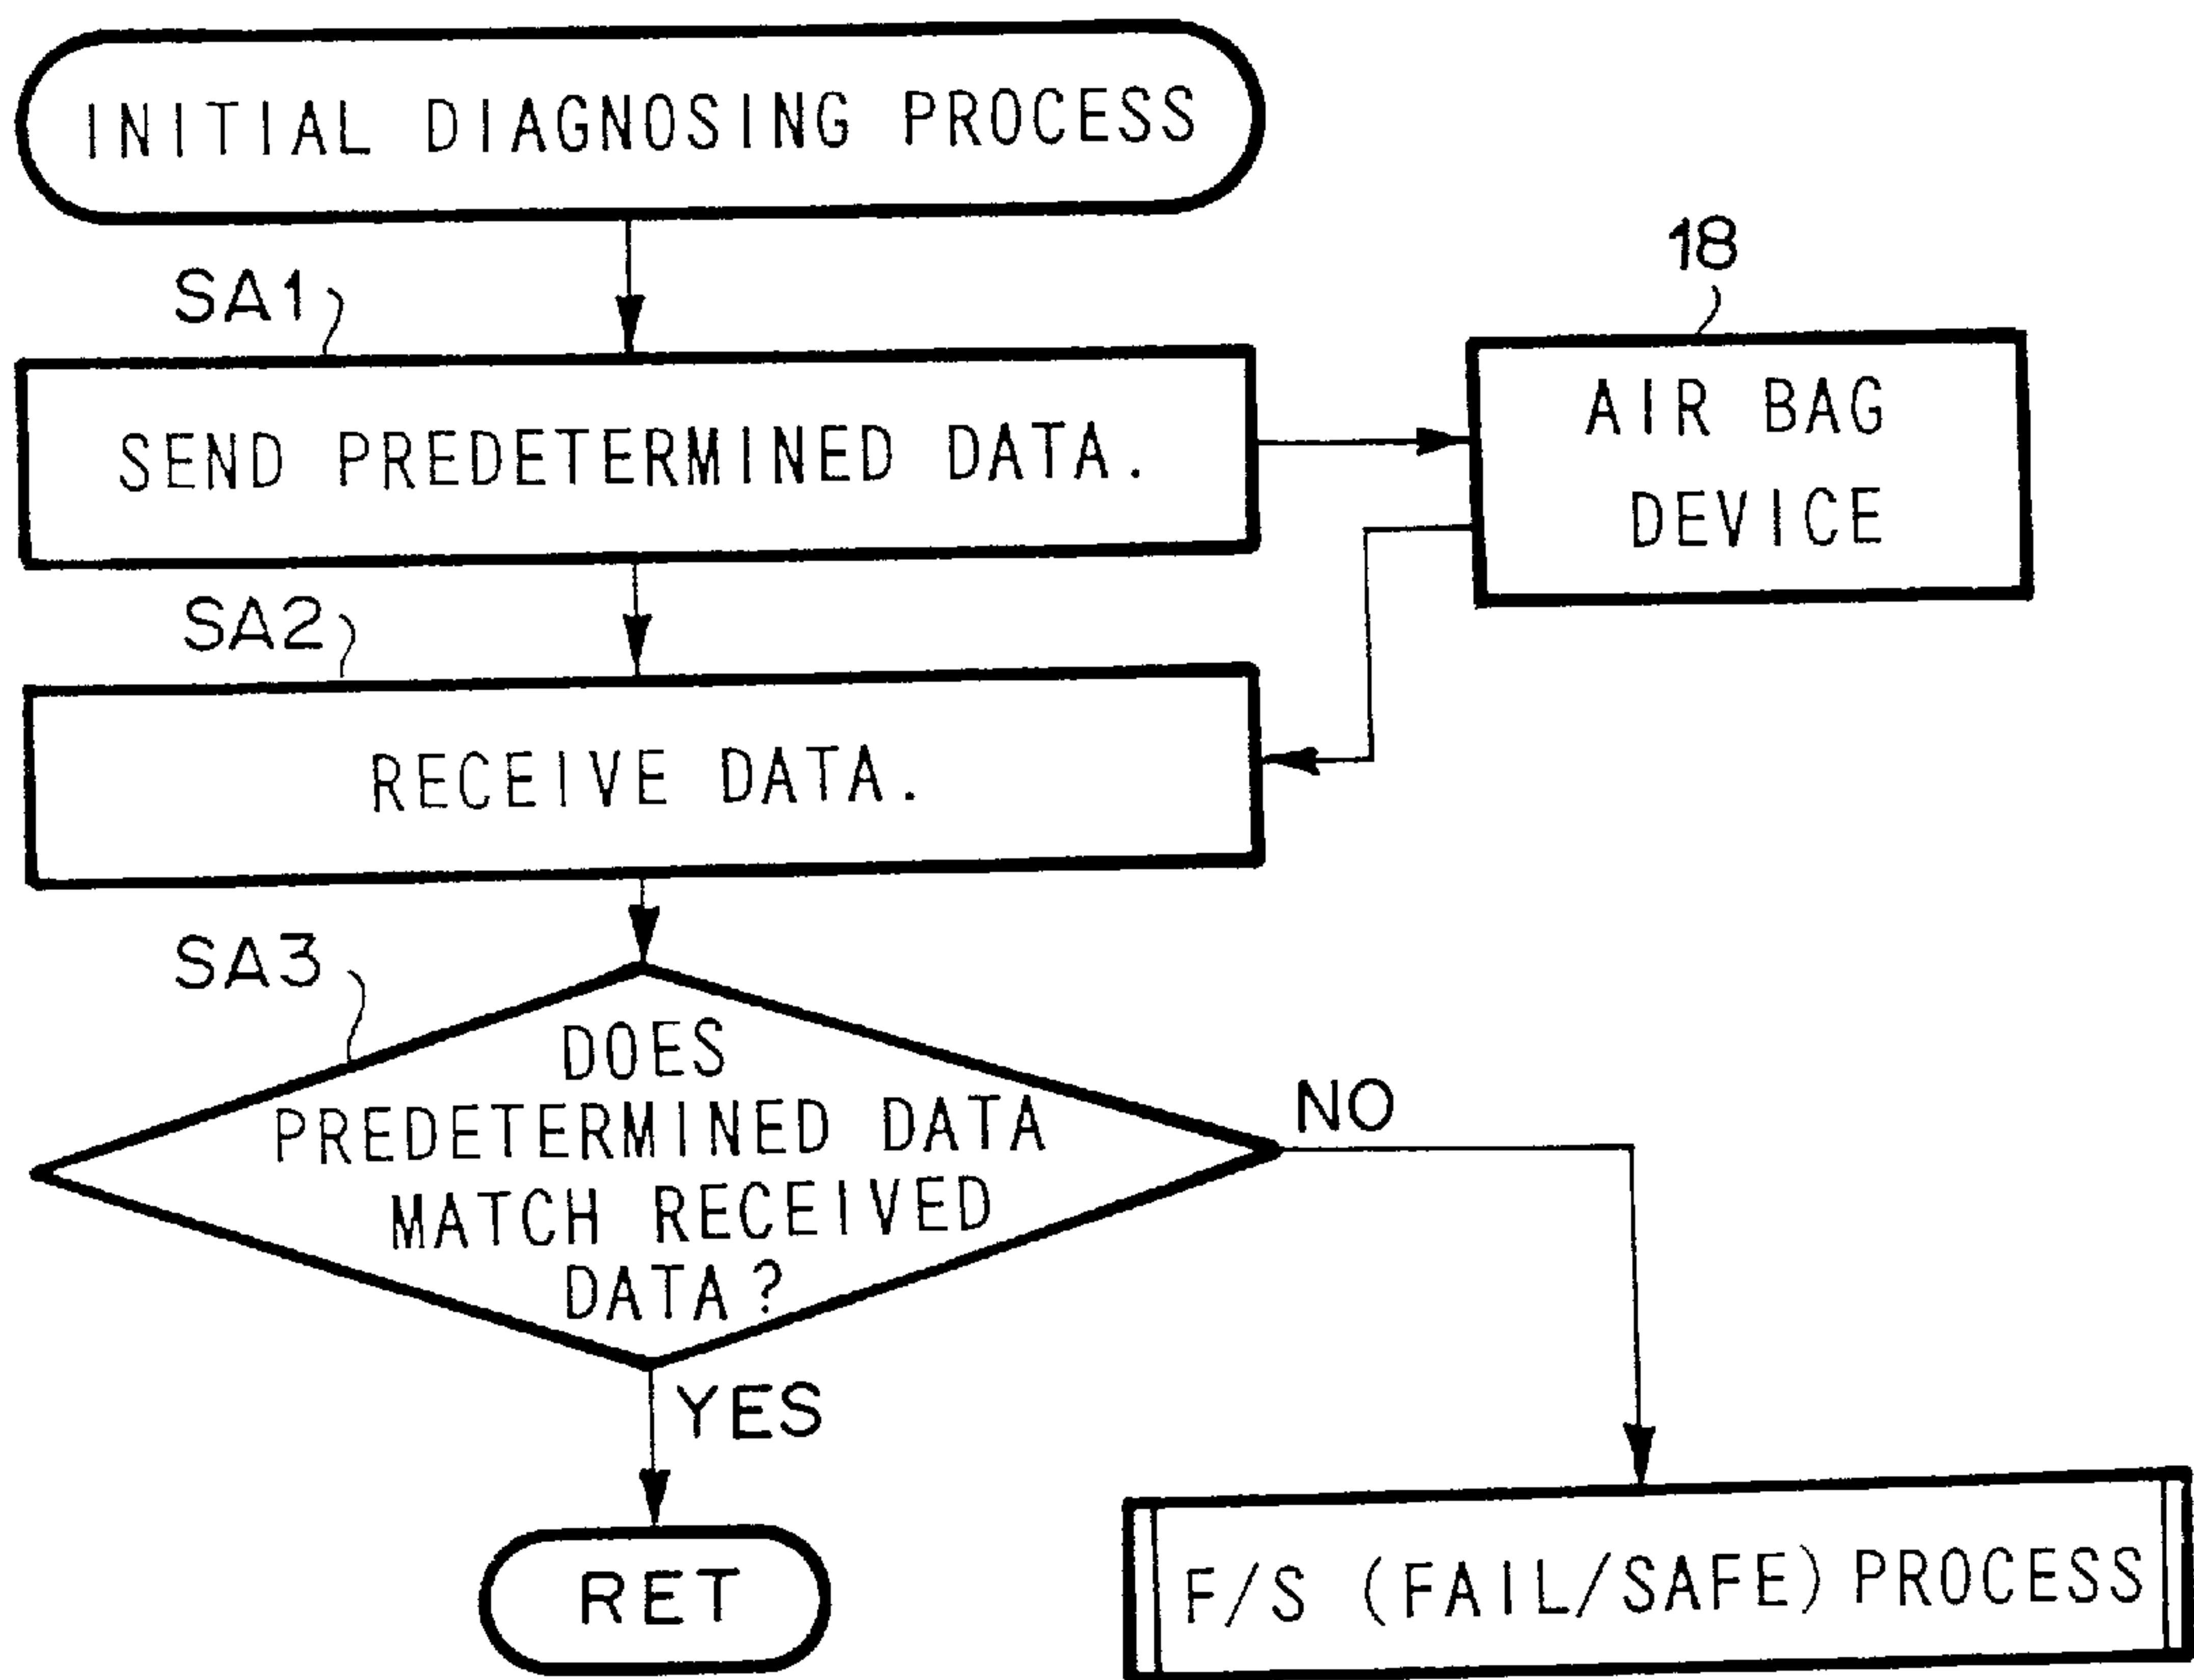 INITIAL DIAGNOSING PROCESS
SA1
18
SEND PREDETERMINED DATA.
AIR BAG
DEVICE
SA2
RECEIVE DATA.
SA3
DOES
PREDETERMINED DATA
MATCH RECEIVED
DATA?
NO
YES
RET
F/S (FAIL/SAFE) PROCESS